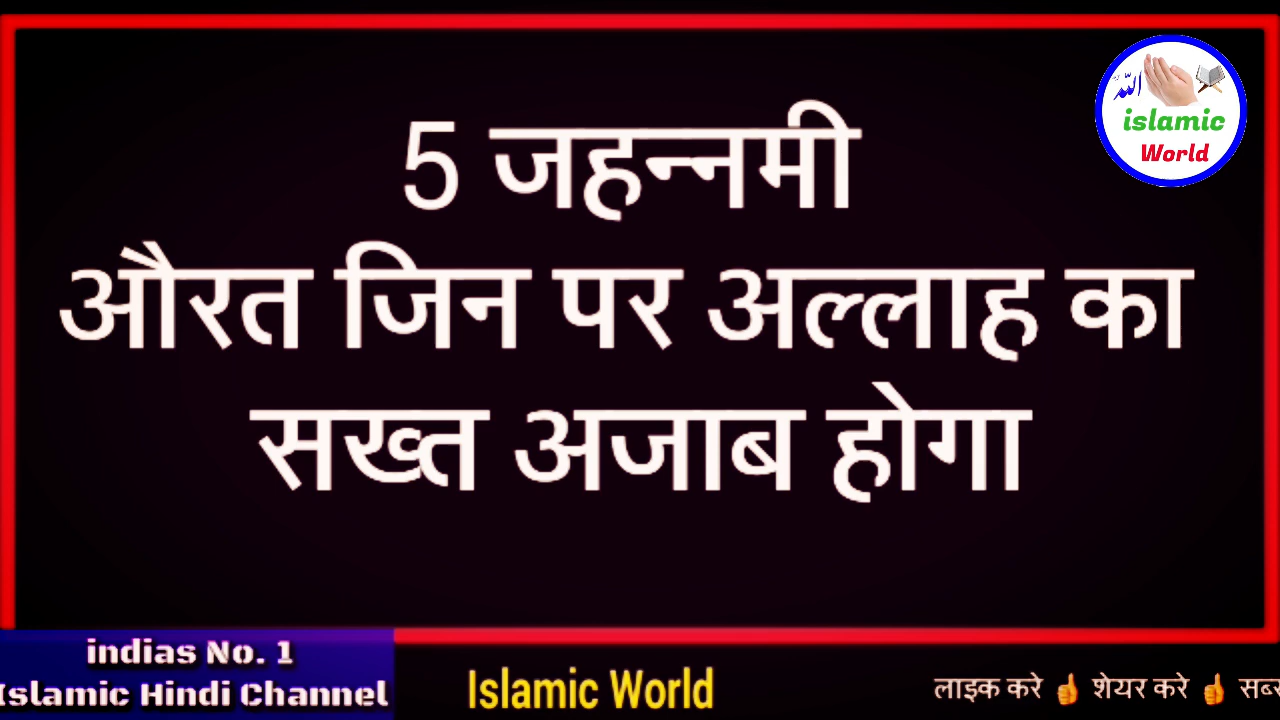 5 जहन्नमी
औरत जिन पर अल्लाह का
सख्त अजाब होगा
الله
islamic
World
indias No. 1
Islamic Hindi Channel
Islamic World
लाइक करे 👍 शेयर करे 👍